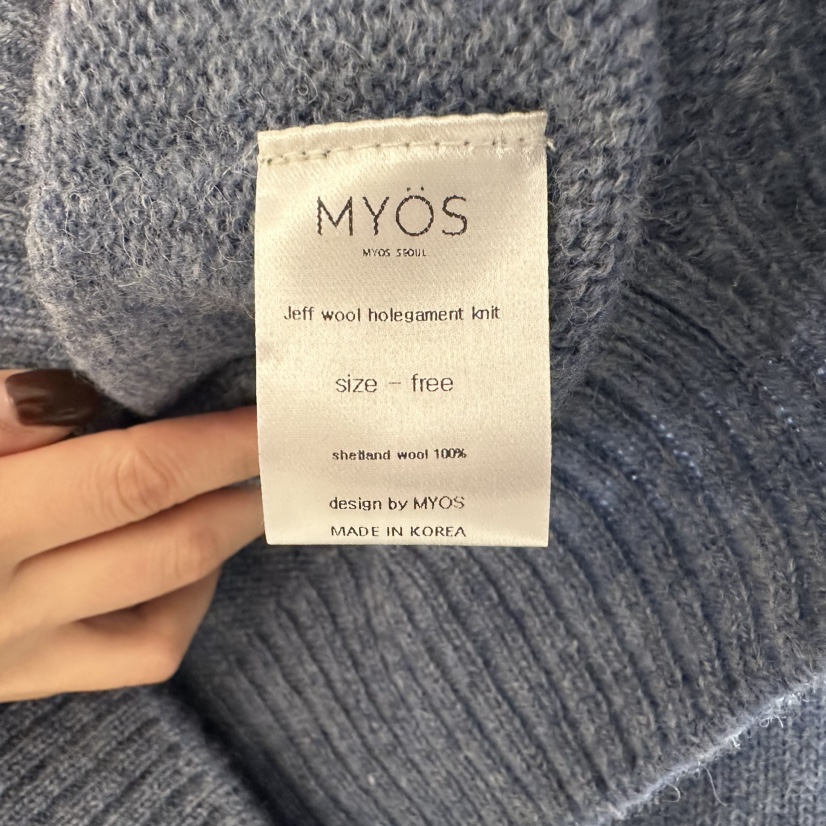 MYÖS
MYOS SEOUL
Jeff wool holegament knit
size - free
shetland wool 100%
design by MYOS
MADE IN KOREA